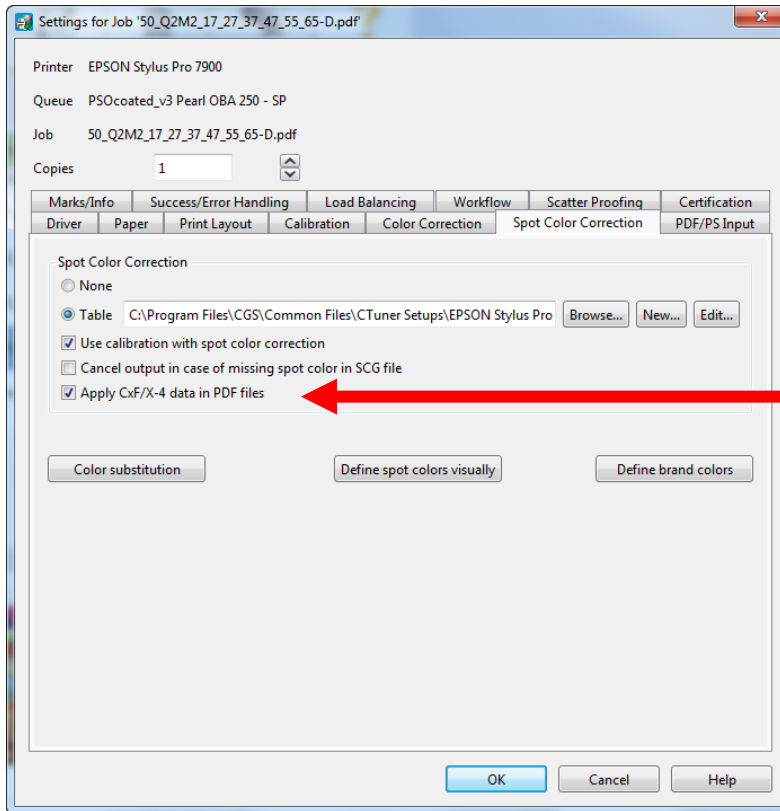 Settings for Job '50_Q2M2_17_27_37_47_55_65-D.pdf'
Printer EPSON Stylus Pro 7900
Queue PSOcoated_v3 Pearl OBA 250 - SP
Job 50_Q2M2_17_27_37_47_55_65-D.pdf
Copies 1
Marks/Info Success/Error Handling Load Balancing Workflow Scatter Proofing Certification
Driver Paper Print Layout Calibration Color Correction Spot Color Correction PDF/PS Input
Spot Color Correction
None
Table C:\Program Files\CGS\Common Files\CTuner Setups\EPSON Stylus Pro Browse... New... Edit...
Use calibration with spot color correction
Cancel output in case of missing spot color in SCG file
Apply CxF/X-4 data in PDF files
Color substitution Define spot colors visually Define brand colors
OK Cancel Help